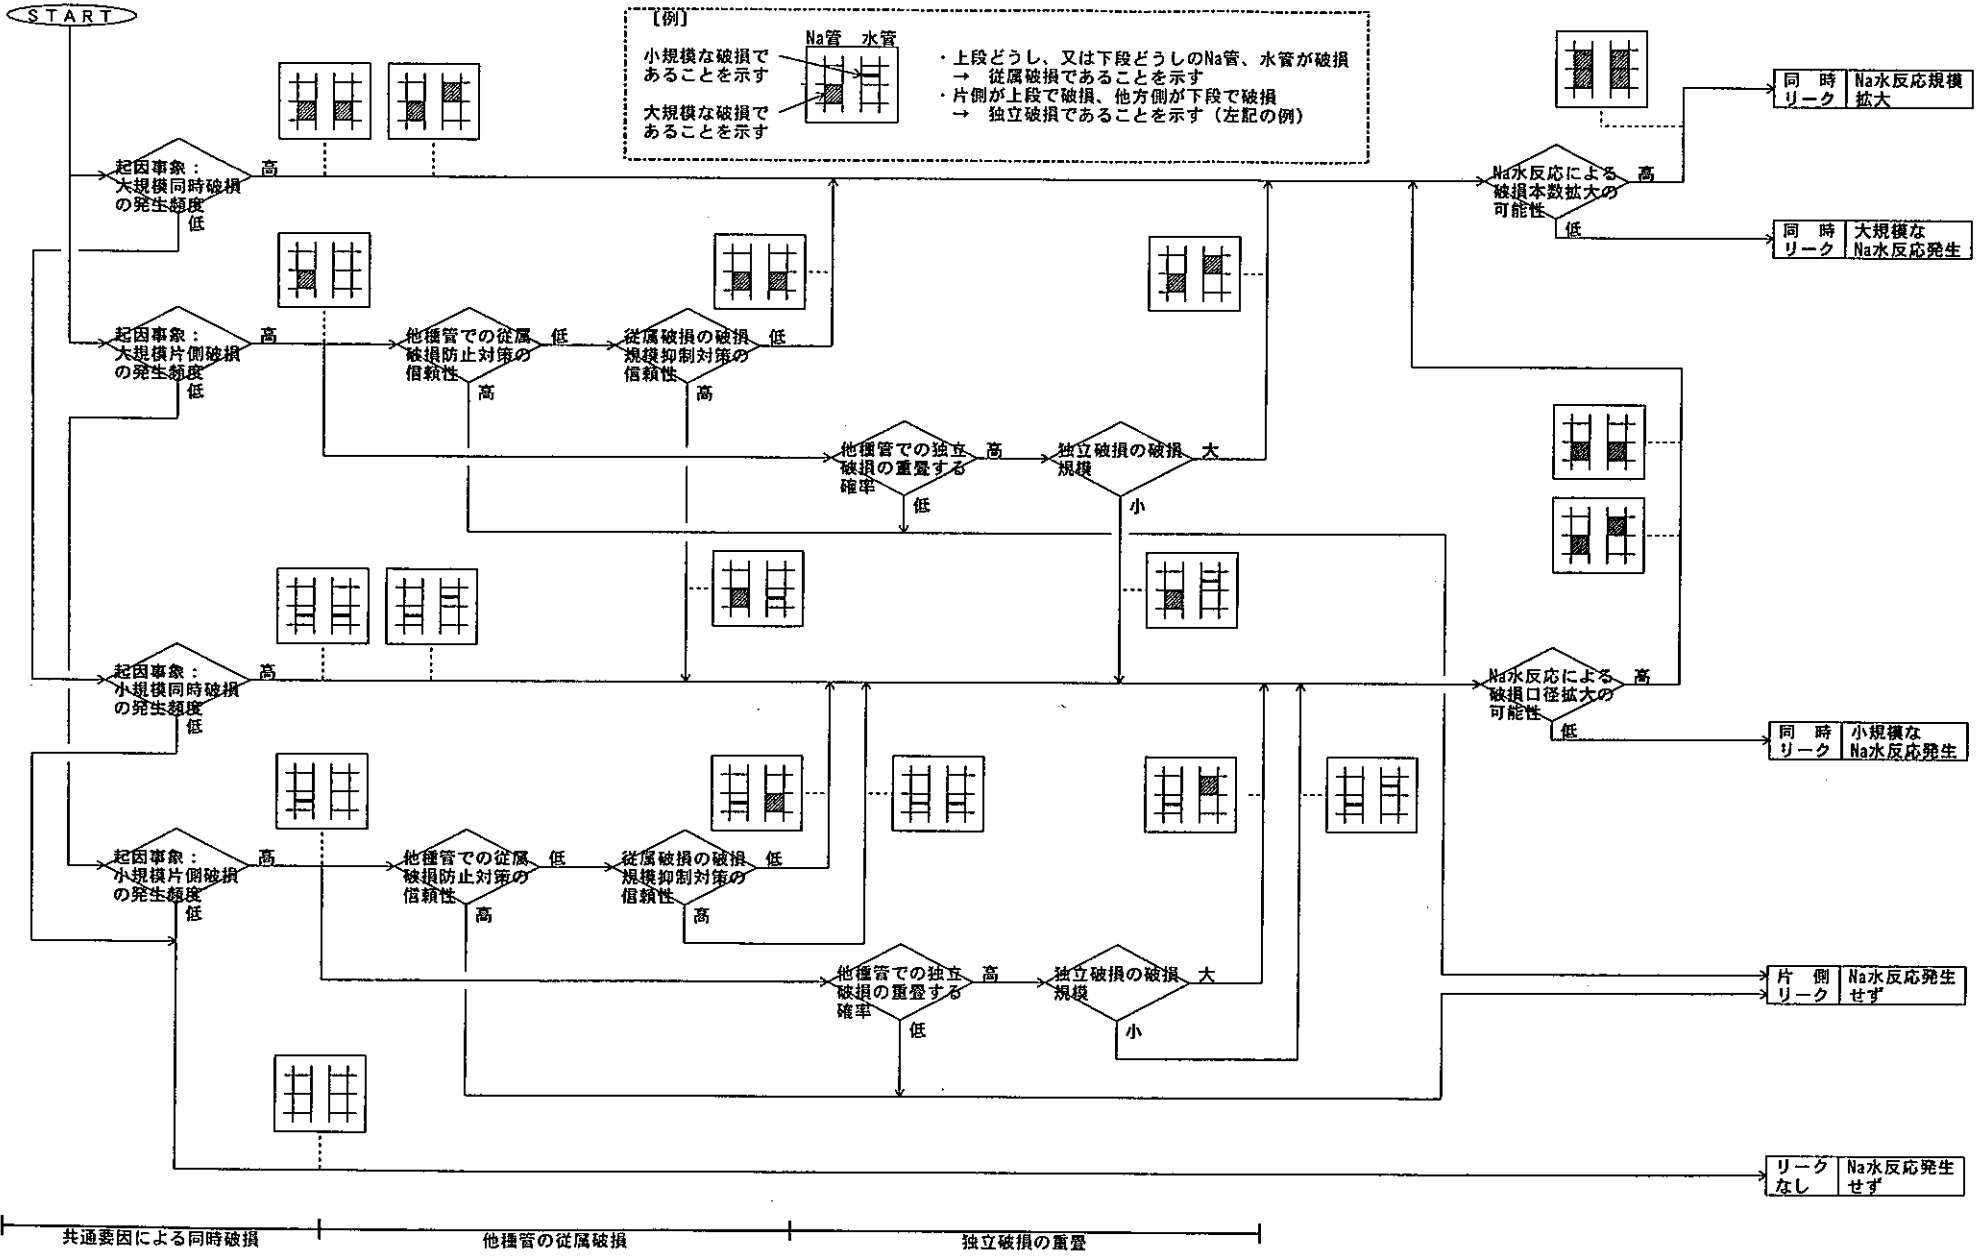 START
〔例〕
Na管　水管
小規模な破損で
あることを示す
大規模な破損で
あることを示す
・上段どうし、又は下段どうしのNa管、水管が破損
→　従属破損であることを示す
・片側が上段で破損、他方側が下段で破損
→　独立破損であることを示す（左記の例）
起因事象：
大規模同時破損
の発生頻度
高
低
Na水反応による
破損本数拡大の
可能性
高
低
同　時
リーク
Na水反応規模
拡大
同　時
リーク
大規模な
Na水反応発生
起因事象：
大規模片側破損
の発生頻度
高
低
他種管での従属
破損防止対策の
信頼性
低
高
従属破損の破損
規模抑制対策の
信頼性
低
高
他種管での独立
破損の重畳する
確率
高
低
独立破損の破損
規模
大
小
起因事象：
小規模同時破損
の発生頻度
高
低
Na水反応による
破損口径拡大の
可能性
高
低
同　時
リーク
小規模な
Na水反応発生
起因事象：
小規模片側破損
の発生頻度
高
低
他種管での従属
破損防止対策の
信頼性
低
高
従属破損の破損
規模抑制対策の
信頼性
低
高
他種管での独立
破損の重畳する
確率
高
低
独立破損の破損
規模
大
小
片　側
リーク
Na水反応発生
せず
リーク
なし
Na水反応発生
せず
共通要因による同時破損
他種管の従属破損
独立破損の重畳